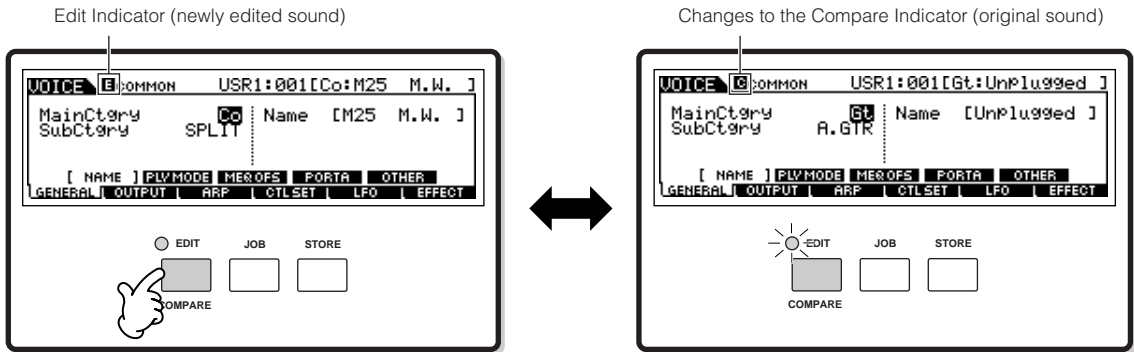 Edit Indicator (newly edited sound)
VOICE E COMMON USR1:001[Co:M25 M.W. ]
MainCtgry Co Name [M25 M.W. ]
SubCtgry SPLIT
[ NAME ] PLYMODE MEQOFS PORTA OTHER
GENERAL OUTPUT ARP CTLSET LFO EFFECT
EDIT JOB STORE
COMPARE
Changes to the Compare Indicator (original sound)
VOICE C COMMON USR1:001[Gt:Unplugged ]
MainCtgry Gt Name [Unplugged ]
SubCtgry A.GTR
[ NAME ] PLYMODE MEQOFS PORTA OTHER
GENERAL OUTPUT ARP CTLSET LFO EFFECT
EDIT JOB STORE
COMPARE